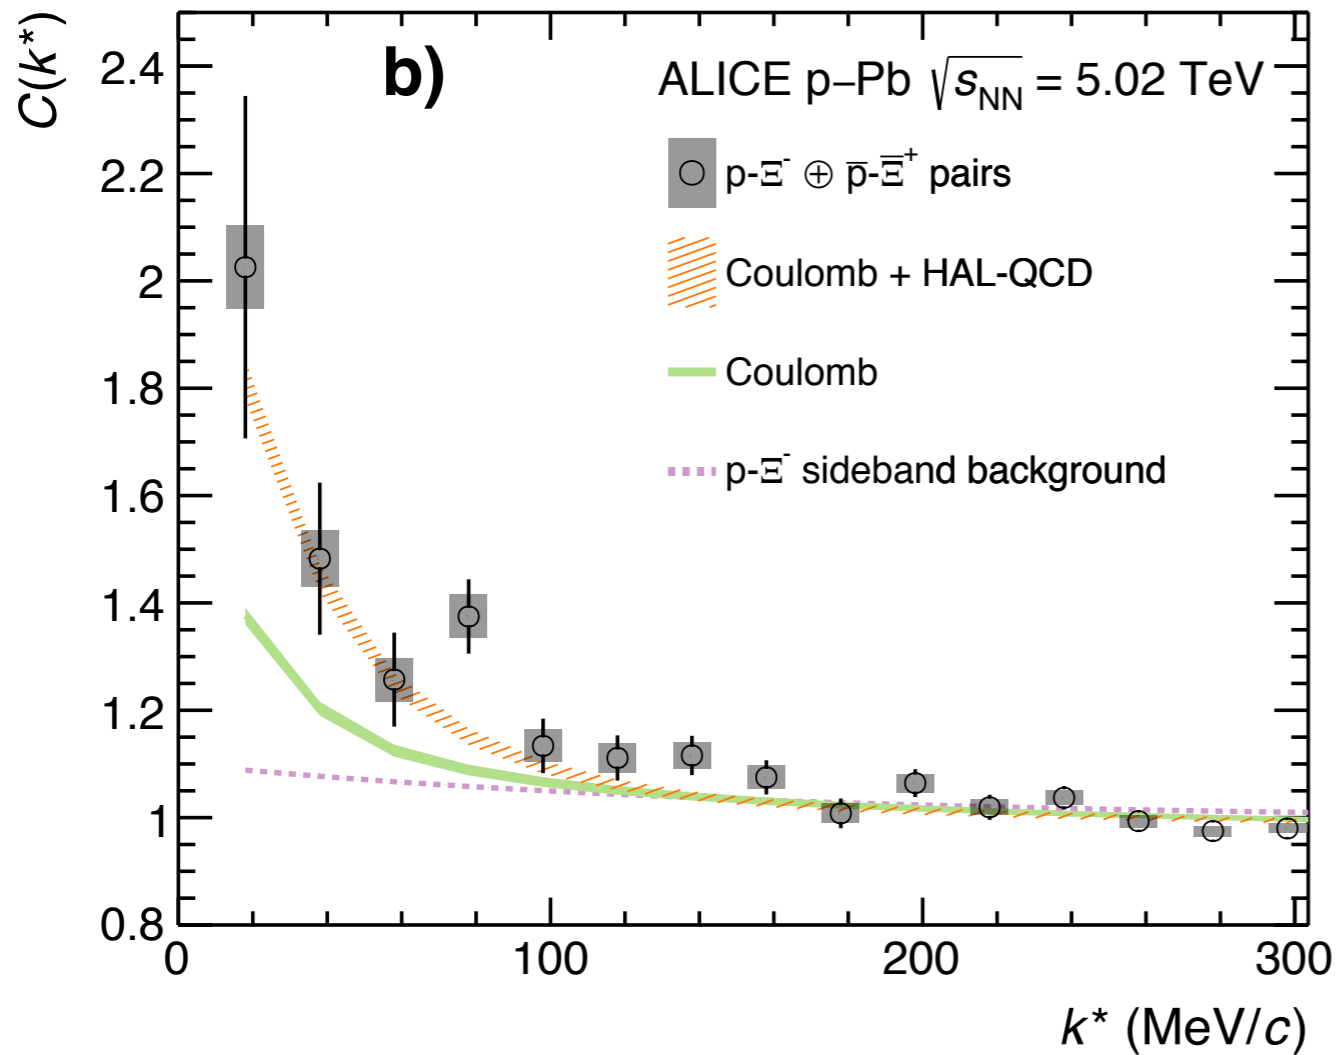 C(k*)
b)
ALICE p–Pb √s_NN = 5.02 TeV
p-Ξ⁻ ⊕ p̅-Ξ̅⁺ pairs
Coulomb + HAL-QCD
Coulomb
p-Ξ⁻ sideband background
2.4
2.2
2
1.8
1.6
1.4
1.2
1
0.8
0 100 200 300
k* (MeV/c)